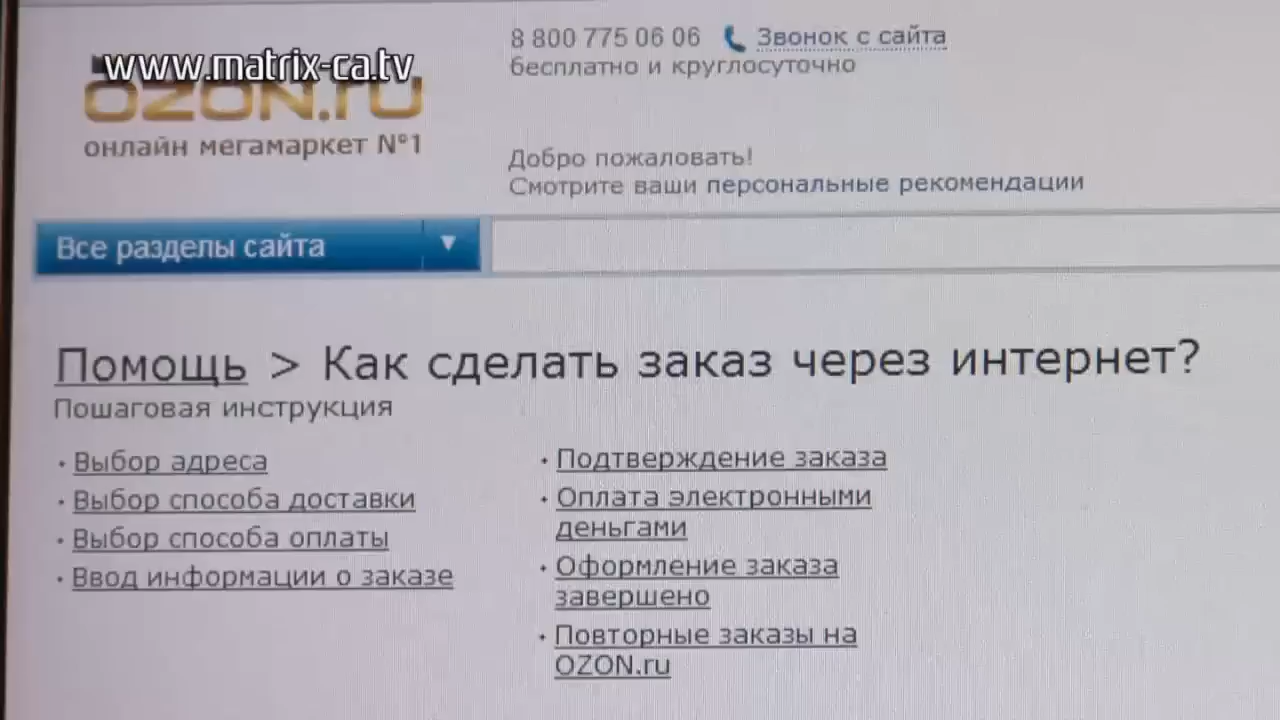 www.matrix-ca.tv
OZON.ru
онлайн мегамаркет №1
8 800 775 06 06 Звонок с сайта
бесплатно и круглосуточно
Добро пожаловать!
Смотрите ваши персональные рекомендации
Все разделы сайта
Помощь > Как сделать заказ через интернет?
Пошаговая инструкция
• Выбор адреса
• Выбор способа доставки
• Выбор способа оплаты
• Ввод информации о заказе
• Подтверждение заказа
• Оплата электронными
деньгами
• Оформление заказа
завершено
• Повторные заказы на
OZON.ru